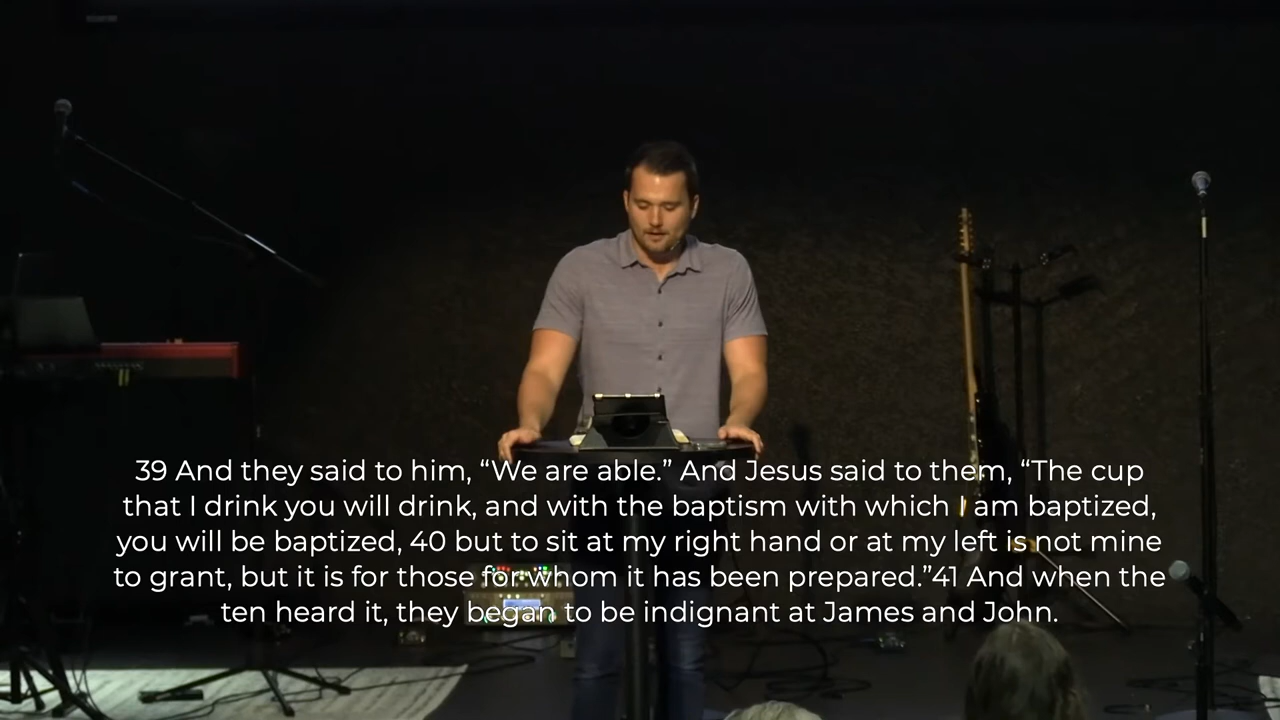 39 And they said to him, “We are able.” And Jesus said to them, “The cup
that I drink you will drink, and with the baptism with which I am baptized,
you will be baptized, 40 but to sit at my right hand or at my left is not mine
to grant, but it is for those for whom it has been prepared.”41 And when the
ten heard it, they began to be indignant at James and John.